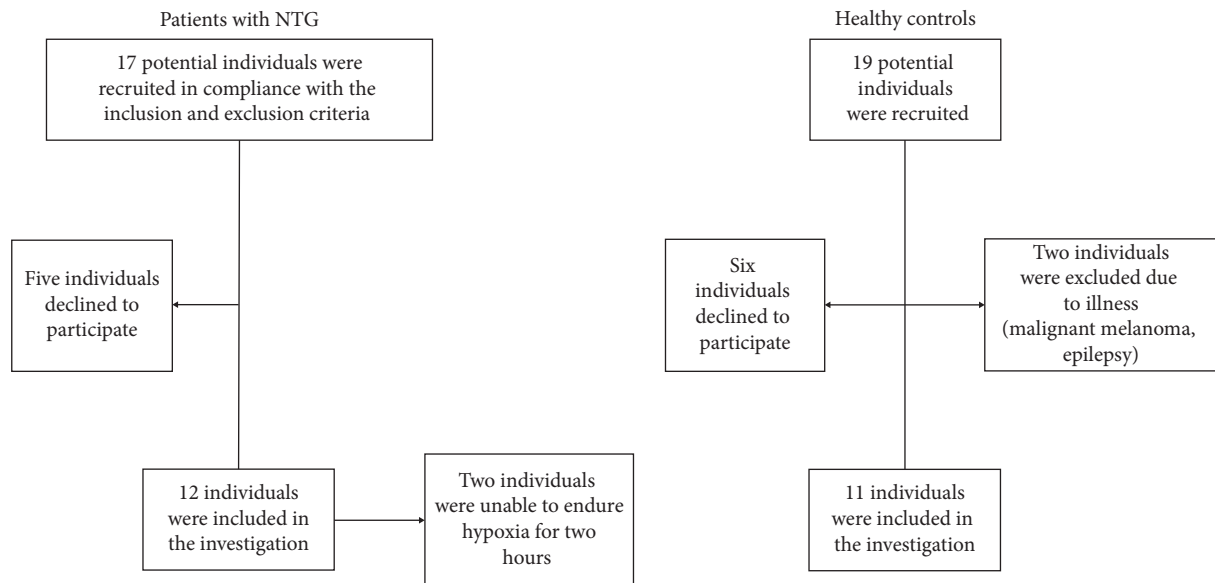 Patients with NTG
17 potential individuals were
recruited in compliance with the
inclusion and exclusion criteria
Five individuals
declined to
participate
12 individuals
were included in
the investigation
Two individuals
were unable to endure
hypoxia for two
hours
Healthy controls
19 potential
individuals
were recruited
Six
individuals
declined to
participate
Two individuals
were excluded due
to illness
(malignant melanoma,
epilepsy)
11 individuals
were included in
the investigation